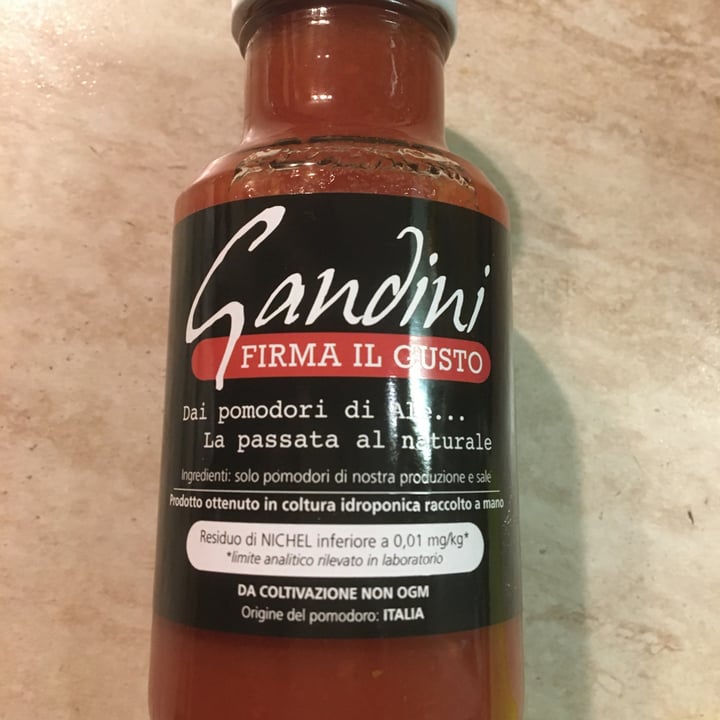 Gandini
FIRMA IL GUSTO
Dai pomodori di Ale...
La passata al naturale
Ingredienti: solo pomodori di nostra produzione e sale
Prodotto ottenuto in coltura idroponica raccolto a mano
Residuo di NICHEL inferiore a 0,01 mg/kg*
*limite analitico rilevato in laboratorio
DA COLTIVAZIONE NON OGM
Origine del pomodoro: ITALIA